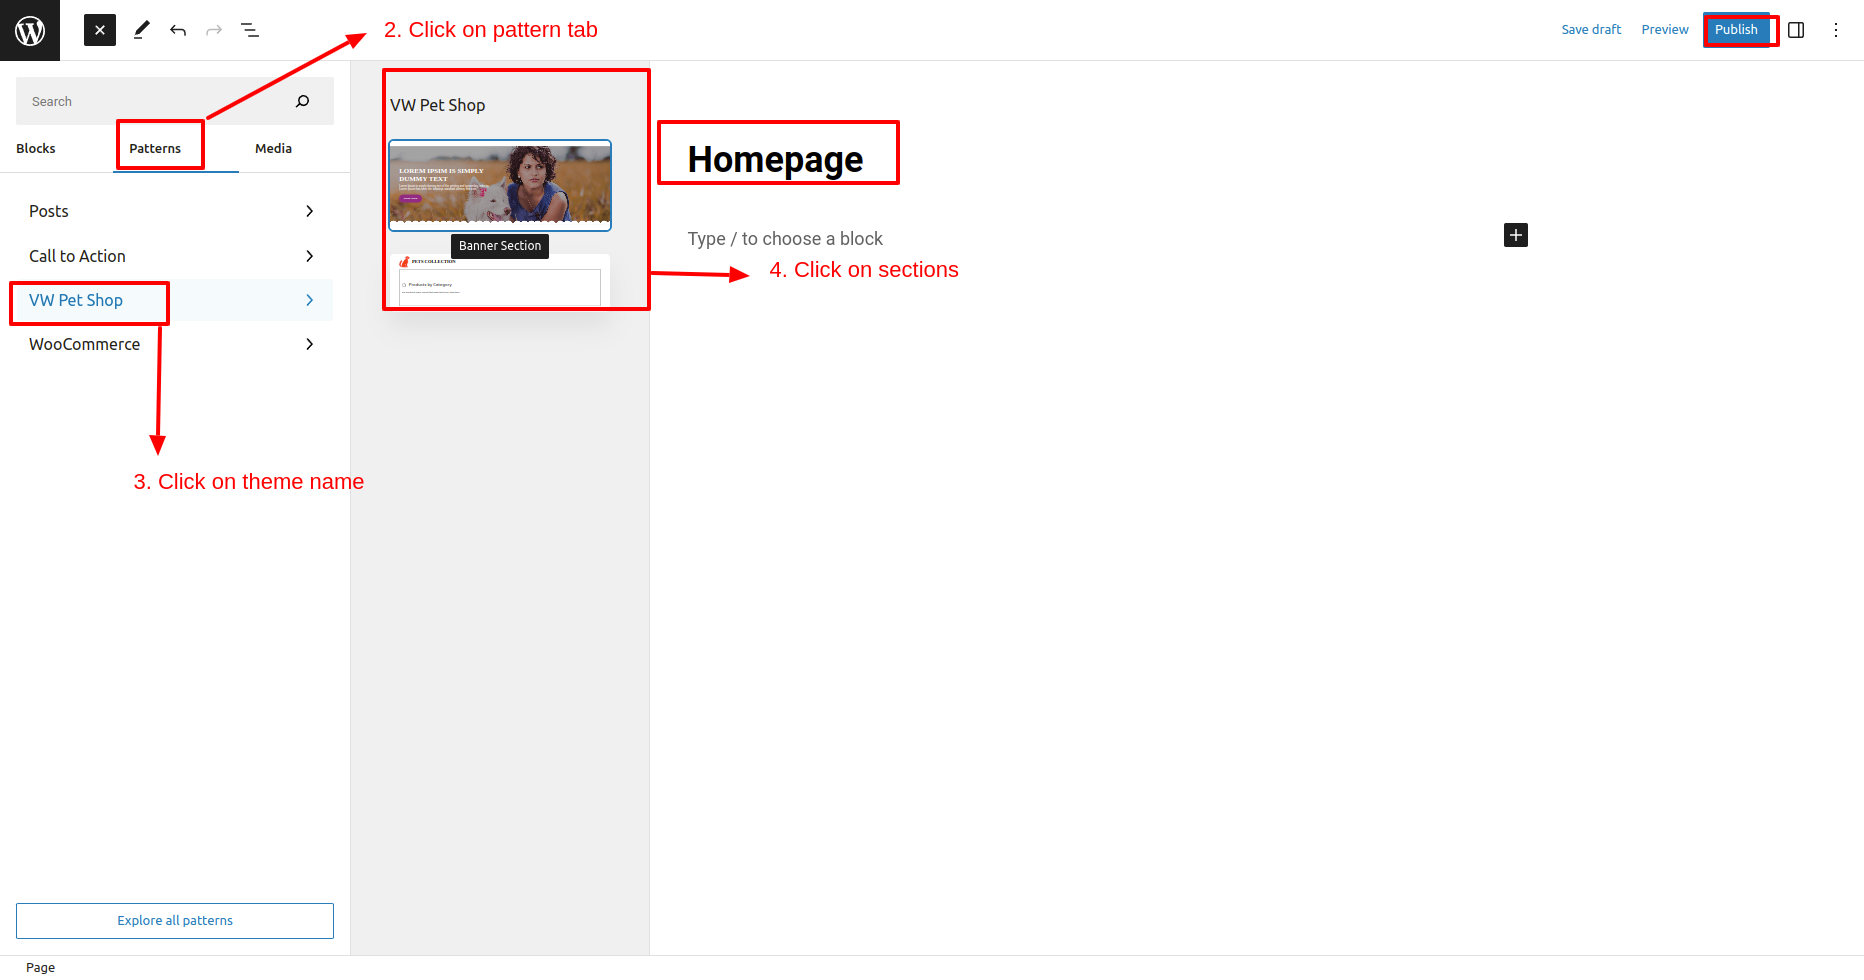 2. Click on pattern tab
Save draft
Preview
Publish
Search
Blocks
Patterns
Media
Posts
Call to Action
VW Pet Shop
WooCommerce
3. Click on theme name
Explore all patterns
VW Pet Shop
LOREM IPSIM IS SIMPLY
DUMMY TEXT
Banner Section
PETS COLLECTION
Products by Category
Homepage
Type / to choose a block
4. Click on sections
Page